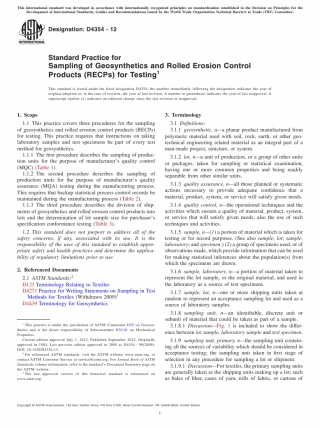 This international standard was developed in accordance with internationally recognized principles on standardization established in the Decision on Principles for the
Development of International Standards, Guides and Recommendations issued by the World Trade Organization Technical Barriers to Trade (TBT) Committee.
Designation: D4354 − 12
Standard Practice for
Sampling of Geosynthetics and Rolled Erosion Control
Products (RECPs) for Testing1
This standard is issued under the fixed designation D4354; the number immediately following the designation indicates the year of
original adoption or, in the case of revision, the year of last revision. A number in parentheses indicates the year of last reapproval. A
superscript epsilon (ε) indicates an editorial change since the last revision or reapproval.
1. Scope
1.1 This practice covers three procedures for the sampling
of geosynthetics and rolled erosion control products (RECPs)
for testing. This practice requires that instructions on taking
laboratory samples and test specimens be part of every test
method for geosynthetics.
1.1.1 The first procedure describes the sampling of produc-
tion units for the purpose of manufacturer's quality control
(MQC) (Table 1).
1.1.2 The second procedure describes the sampling of
production units for the purpose of manufacturer's quality
assurance (MQA) testing during the manufacturing process.
This requires that backup statistical process control records be
maintained during the manufacturing process (Table 2).
1.1.3 The third procedure describes the division of ship-
ments of geosynthetics and rolled erosion control products into
lots and the determination of lot sample size for purchaser's
specification conformance testing (Table 3).
1.2 This standard does not purport to address all of the
safety concerns, if any, associated with its use. It is the
responsibility of the user of this standard to establish appro-
priate safety and health practices and determine the applica-
bility of regulatory limitations prior to use.
2. Referenced Documents
2.1 ASTM Standards:2
D123 Terminology Relating to Textiles
D4271 Practice for Writing Statements on Sampling in Test
Methods for Textiles (Withdrawn 2009)3
D4439 Terminology for Geosynthetics
1 This practice is under the jurisdiction of ASTM Committee D35 on Geosyn-
thetics and is the direct responsibility of Subcommittee D35.01 on Mechanical
Properties.
Current edition approved July 1, 2012. Published September 2012. Originally
approved in 1984. Last previous edition approved in 2009 as D4354 – 99(2009).
DOI: 10.1520/D4354-12.
2 For referenced ASTM standards, visit the ASTM website, www.astm.org, or
contact ASTM Customer Service at service@astm.org. For Annual Book of ASTM
Standards volume information, refer to the standard's Document Summary page on
the ASTM website.
3 The last approved version of this historical standard is referenced on
www.astm.org.
3. Terminology
3.1 Definitions:
3.1.1 geosynthetic, n—a planar product manufactured from
polymeric material used with soil, rock, earth, or other geo-
technical engineering related material as an integral part of a
man-made project, structure, or system.
3.1.2 lot, n—a unit of production, or a group of other units
or packages, taken for sampling or statistical examination,
having one or more common properties and being readily
separable from other similar units.
3.1.3 quality assurance, n—all those planned or systematic
actions necessary to provide adequate confidence that a
material, product, system, or service will satisfy given needs.
3.1.4 quality control, n—the operational techniques and the
activities which sustain a quality of material, product, system,
or service that will satisfy given needs; also the use of such
techniques and activities.
3.1.5 sample, n—(1) a portion of material which is taken for
testing or for record purposes. (See also sample, lot; sample,
laboratory; and specimen.) (2) a group of specimens used, or of
observations made, which provide information that can be used
for making statistical inferences about the population(s) from
which the specimens are drawn.
3.1.6 sample, laboratory, n—a portion of material taken to
represent the lot sample, or the original material, and used in
the laboratory as a source of test specimens.
3.1.7 sample, lot, n—one or more shipping units taken at
random to represent an acceptance sampling lot and used as a
source of laboratory samples.
3.1.8 sampling unit, n—an identifiable, discrete unit or
subunit of material that could be taken as part of a sample.
3.1.8.1 Discussion—Fig. 1 is included to show the differ-
ences between lot sample, laboratory sample and test specimen.
3.1.9 sampling unit, primary, n—the sampling unit contain-
ing all the sources of variability which should be considered in
acceptance testing; the sampling unit taken in first stage of
selection in any procedure for sampling a lot or shipment.
3.1.9.1 Discussion—For textiles, the primary sampling units
are generally taken as the shipping units making up a lot; such
as bales of fiber, cases of yarn, rolls of fabric, or cartons of
Copyright © ASTM International, 100 Barr Harbor Drive, PO Box C700, West Conshohocken, PA 19428-2959. United States
1